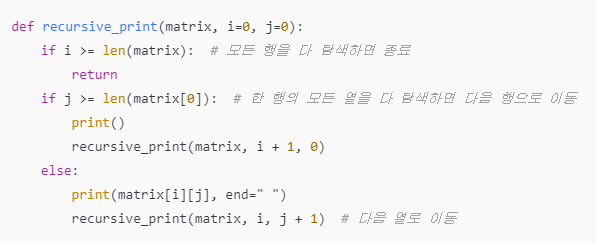 def recursive_print(matrix, i=0, j=0):
    if i >= len(matrix):  # 모든 행을 다 탐색하면 종료
        return
    if j >= len(matrix[0]):  # 한 행의 모든 열을 다 탐색하면 다음 행으로 이동
        print()
        recursive_print(matrix, i + 1, 0)
    else:
        print(matrix[i][j], end=" ")
        recursive_print(matrix, i, j + 1)  # 다음 열로 이동